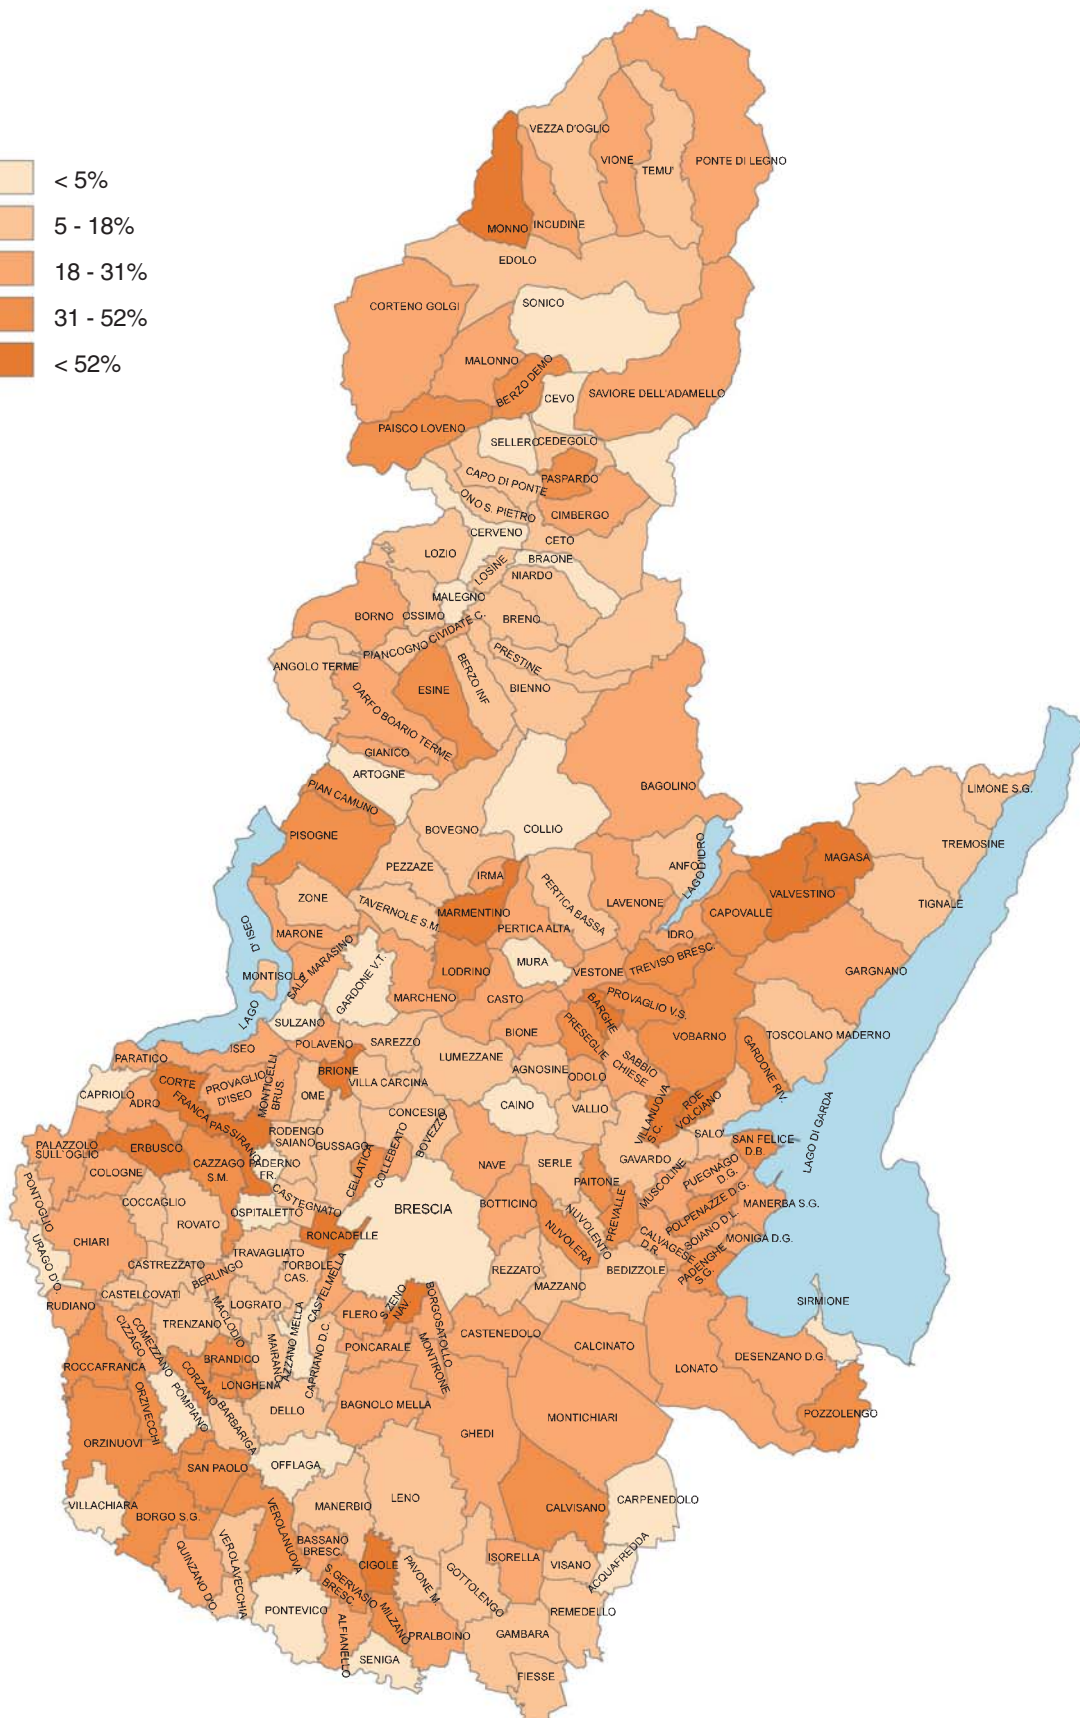 < 5%
5 - 18%
18 - 31%
31 - 52%
< 52%
VEZZA D'OGLIO
VIONE
TEMU'
PONTE DI LEGNO
MONNO
INCUDINE
EDOLO
SONICO
CORTENO GOLGI
MALONNO
BERZO DEMO
CEVO
SAVIORE DELL'ADAMELLO
PAISCO LOVENO
SELLERO
CEDEGOLO
CAPO DI PONTE
PASPARDO
ONO S. PIETRO
CIMBERGO
CERVENO
CETO
LOZIO
BRAONE
LOSINE
NIARDO
MALEGNO
BORNO
OSSIMO
BRENO
PIANCOGNO
CIVIDATE C.
PRESTINE
ANGOLO TERME
BERZO INF
ESINE
BIENNO
DARFO BOARIO TERME
GIANICO
ARTOGNE
BAGOLINO
PIAN CAMUNO
LIMONE S.G.
COLLIO
BOVEGNO
PISOGNE
TREMOSINE
MAGASA
PEZZAZE
ANFO
LAGO D'IDRO
IRMA
VALVESTINO
ZONE
TAVERNOLE S.M.
PERTICA BASSA
LAVENONE
TIGNALE
MARMENTINO
CAPOVALLE
PERTICA ALTA
MARONE
D'ISEO
IDRO
SALE MARASINO
MURA
TREVISO BRESC.
LODRINO
VESTONE
GARGNANO
MONTISOLA
GARDONE V.T.
MARCHENO
CASTO
BARGHE
PROVAGLIO V.S.
LAGO
SULZANO
BIONE
PRESEGLIE
VOBARNO
TOSCOLANO MADERNO
ISEO
POLAVENO
SAREZZO
LUMEZZANE
PARATICO
SABBIO
CHIESE
GARDONE RIV.
BRIONE
AGNOSINE
ODOLO
CORTE
FRANCA
PROVAGLIO
D'ISEO
MONTICELLI
BRUS.
VILLA CARCINA
CAPRIOLO
ADRO
OME
CAINO
VALLIO
VILLANUOVA
S.C.
ROE
VOLCIANO
LAGO DI GARDA
CONCESIO
BOVEZZO
PASSIRANO
RODENGO
SAIANO
GUSSAGO
SALO'
SAN FELICE
D.B.
PALAZZOLO
SULL'OGLIO
ERBUSCO
CELLATICA
COLLEBEATO
NAVE
SERLE
GAVARDO
CAZZAGO
S.M.
PADERNO
FR.
COLOGNE
MUSCOLINE
PUEGNAGO
D.G.
PAITONE
CASTEGNATO
PONTOGLIO
COCCAGLIO
BRESCIA
BOTTICINO
PREVALLE
POLPENAZZE D.G.
MANERBA S.G.
OSPITALETTO
NUVOLENTO
ROVATO
RONCADELLE
NUVOLERA
SOIANO D.L.
MONIGA D.G.
CALVAGESE
D.R.
CHIARI
URAGO D'O.
TRAVAGLIATO
PADENGHE
S.G.
CASTREZZATO
BERLINGO
TORBOLE
CAS.
REZZATO
BEDIZZOLE
MAZZANO
CASTELMELLA
CASTELCOVATI
SIRMIONE
RUDIANO
MACLODIO
LOGRATO
FLERO
S.ZENO
NAV.
BORGOSATOLLO
TRENZANO
COMEZZANO
CIZZAGO
AZZANO MELLA
MAIRANO
CASTENEDOLO
CALCINATO
PONCARALE
MONTIRONE
DESENZANO D.G.
BRANDICO
CAPRIANO D.C.
ROCCAFRANCA
LONATO
CORZANO
LONGHENA
POMPIANO
ORZIVECCHI
BARBARIGA
DELLO
BAGNOLO MELLA
POZZOLENGO
MONTICHIARI
GHEDI
ORZINUOVI
OFFLAGA
SAN PAOLO
LENO
CARPENEDOLO
VILLACHIARA
MANERBIO
CALVISANO
BORGO S.G.
VEROLANUOVA
BASSANO
BRESC.
VEROLAVECCHIA
ISORELLA
CIGOLE
VISANO
ACQUAFREDDA
QUINZANO D'O.
S.GERVASIO
BRESC.
PAVONE M.
GOTTOLENGO
PONTEVICO
REMEDELLO
MILZANO
ALFIANELLO
PRALBOINO
GAMBARA
SENIGA
FIESSE